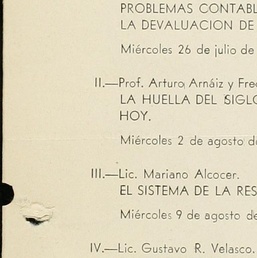 PROBLEMAS CONTABL
LA DEVALUACION DE
Miércoles 26 de julio de
II.—Prof. Arturo Arnáiz y Fre
LA HUELLA DEL SIGLO
HOY.
Miércoles 2 de agosto d
III.—Lic. Mariano Alcocer.
EL SISTEMA DE LA RES
Miércoles 9 de agosto de
IV.—Lic. Gustavo R. Velasco.